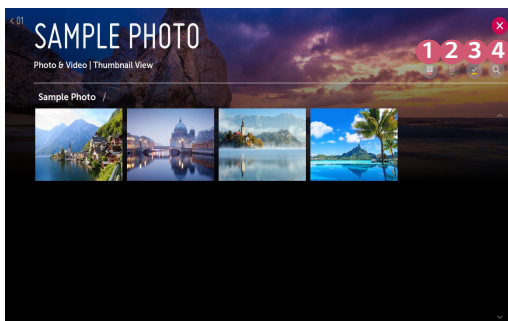 < 01
SAMPLE PHOTO
1 2 3 4
Photo & Video | Thumbnail View
Sample Photo /